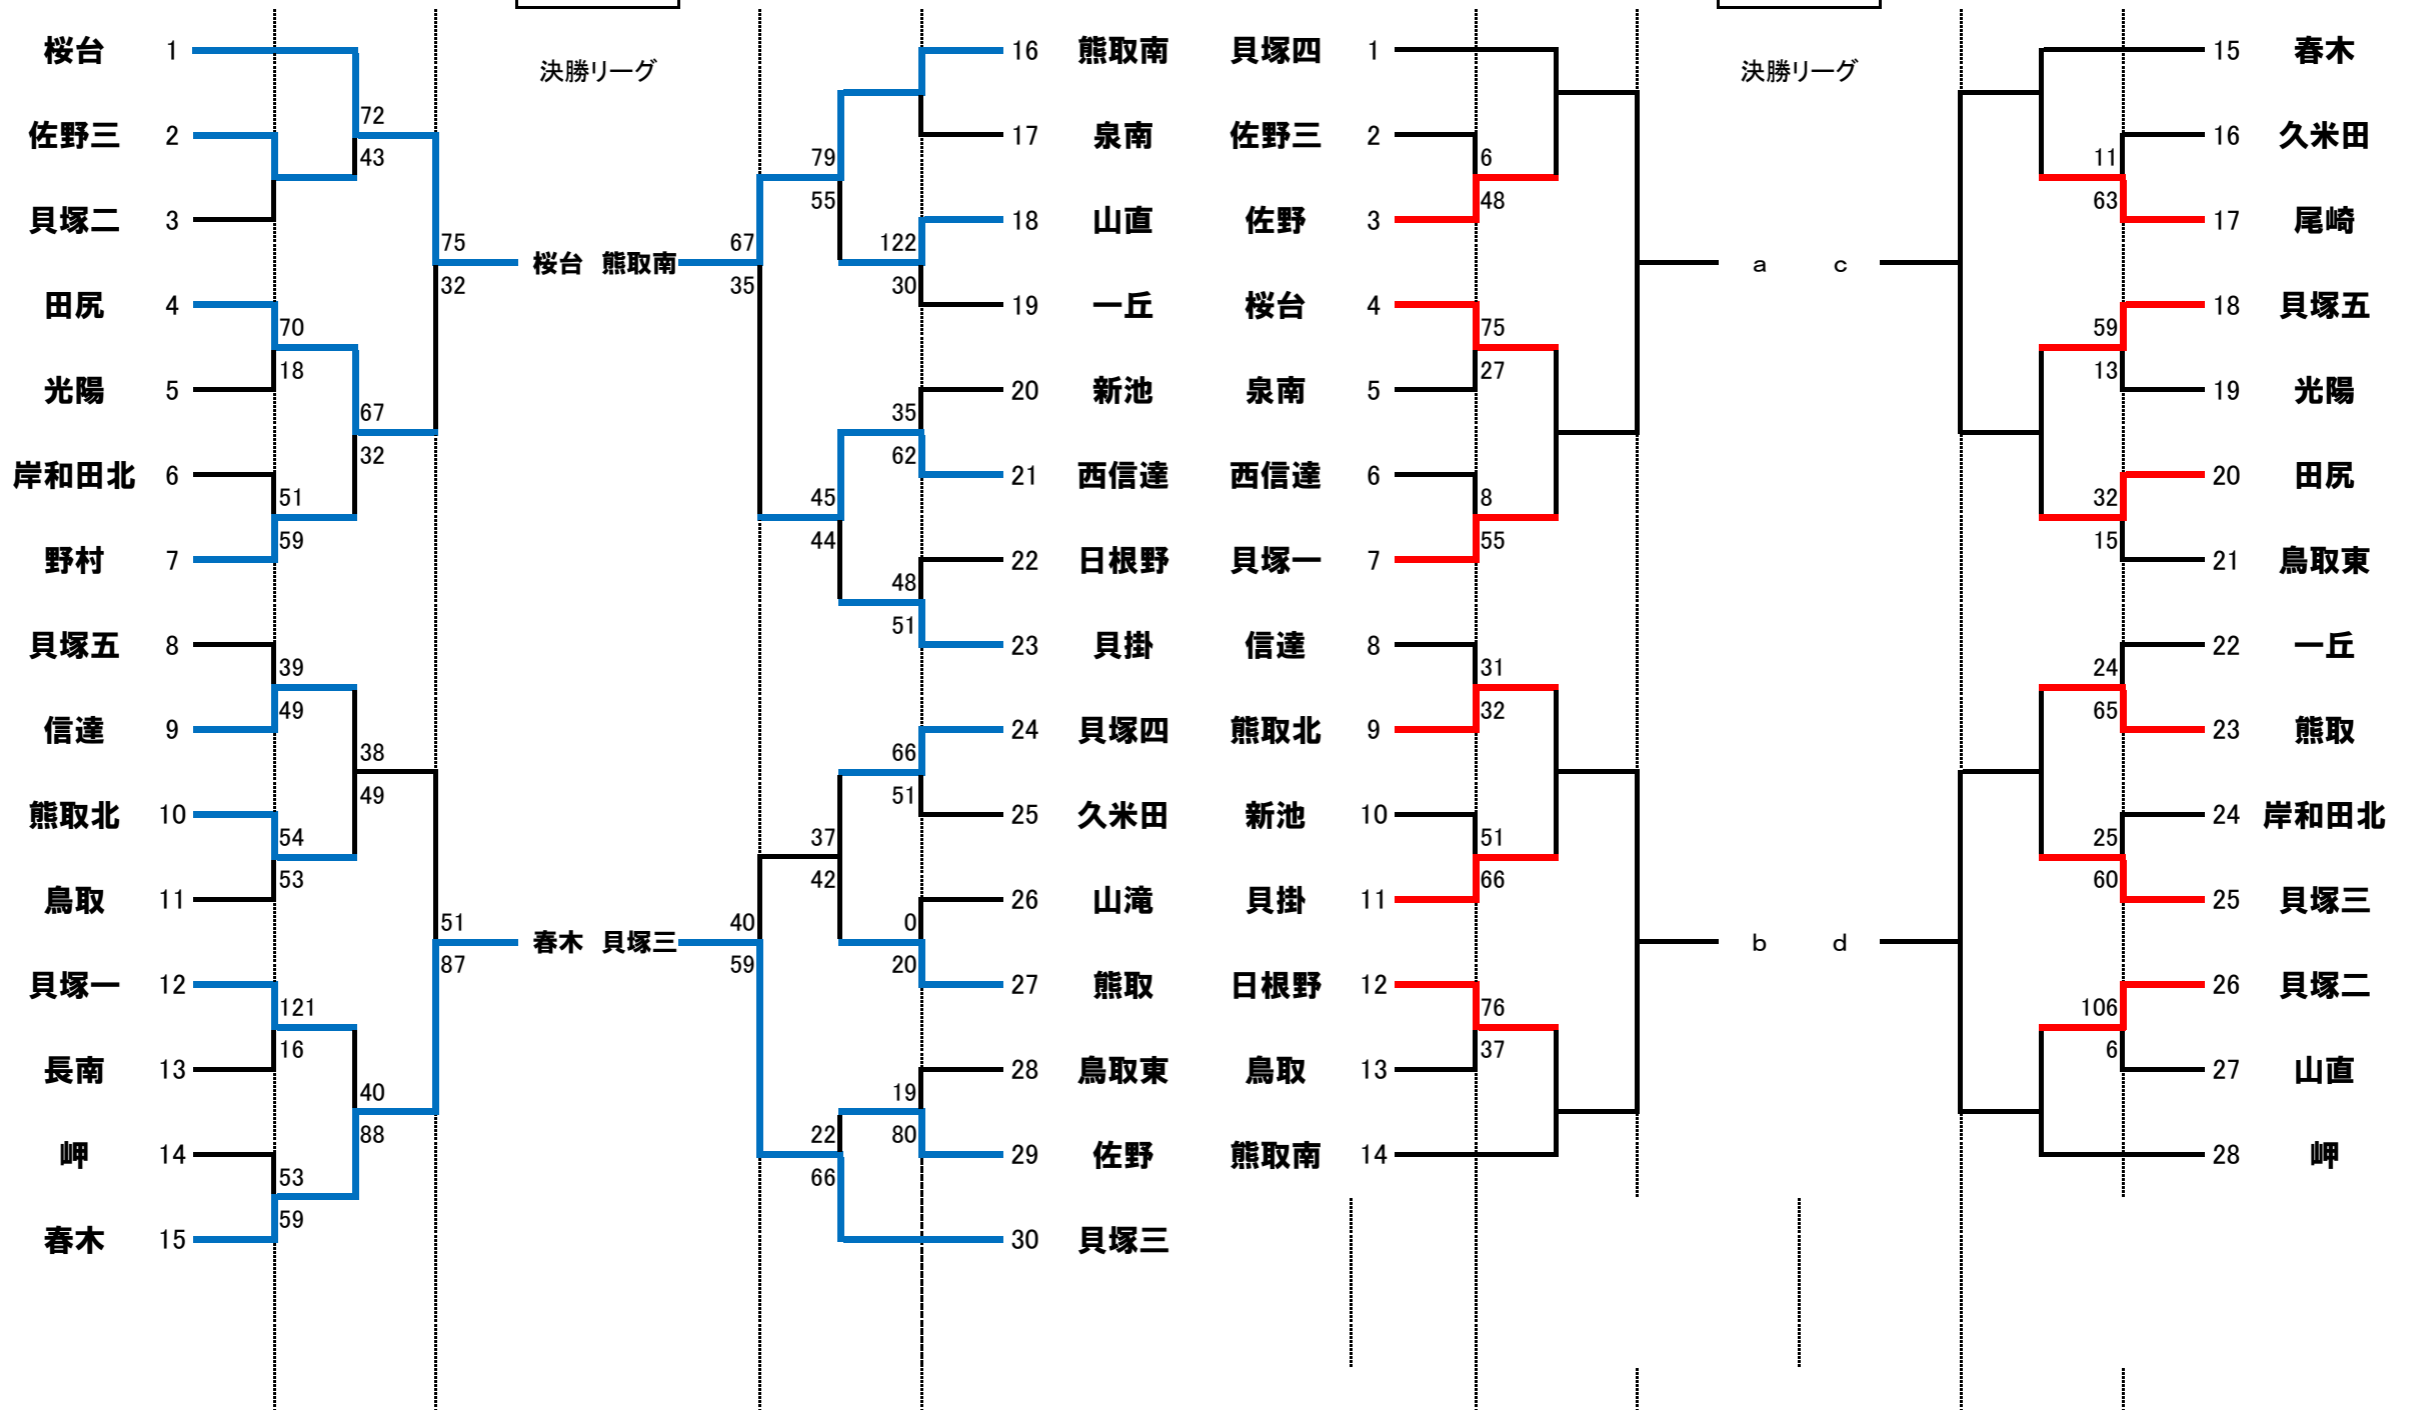 決勝リーグ
桜台 1
佐野三 2
貝塚二 3
田尻 4
光陽 5
岸和田北 6
野村 7
貝塚五 8
信達 9
熊取北 10
鳥取 11
貝塚一 12
長南 13
岬 14
春木 15
72
43
70
18
67
32
51
59
39
49
38
49
54
53
121
16
40
88
53
59
75
32
51
87
桜台 熊取南
春木 貝塚三
67
35
40
59
79
55
45
44
37
42
22
66
122
30
35
62
48
51
66
51
0
20
19
80
16 熊取南
17 泉南
18 山直
19 一丘
20 新池
21 西信達
22 日根野
23 貝掛
24 貝塚四
25 久米田
26 山滝
27 熊取
28 鳥取東
29 佐野
30 貝塚三
決勝リーグ
貝塚四 1
佐野三 2
佐野 3
桜台 4
泉南 5
西信達 6
貝塚一 7
信達 8
熊取北 9
新池 10
貝掛 11
日根野 12
鳥取 13
熊取南 14
6
48
75
27
8
55
31
32
51
66
76
37
a c
b d
11
63
59
13
32
15
24
65
25
60
106
6
15 春木
16 久米田
17 尾崎
18 貝塚五
19 光陽
20 田尻
21 鳥取東
22 一丘
23 熊取
24 岸和田北
25 貝塚三
26 貝塚二
27 山直
28 岬